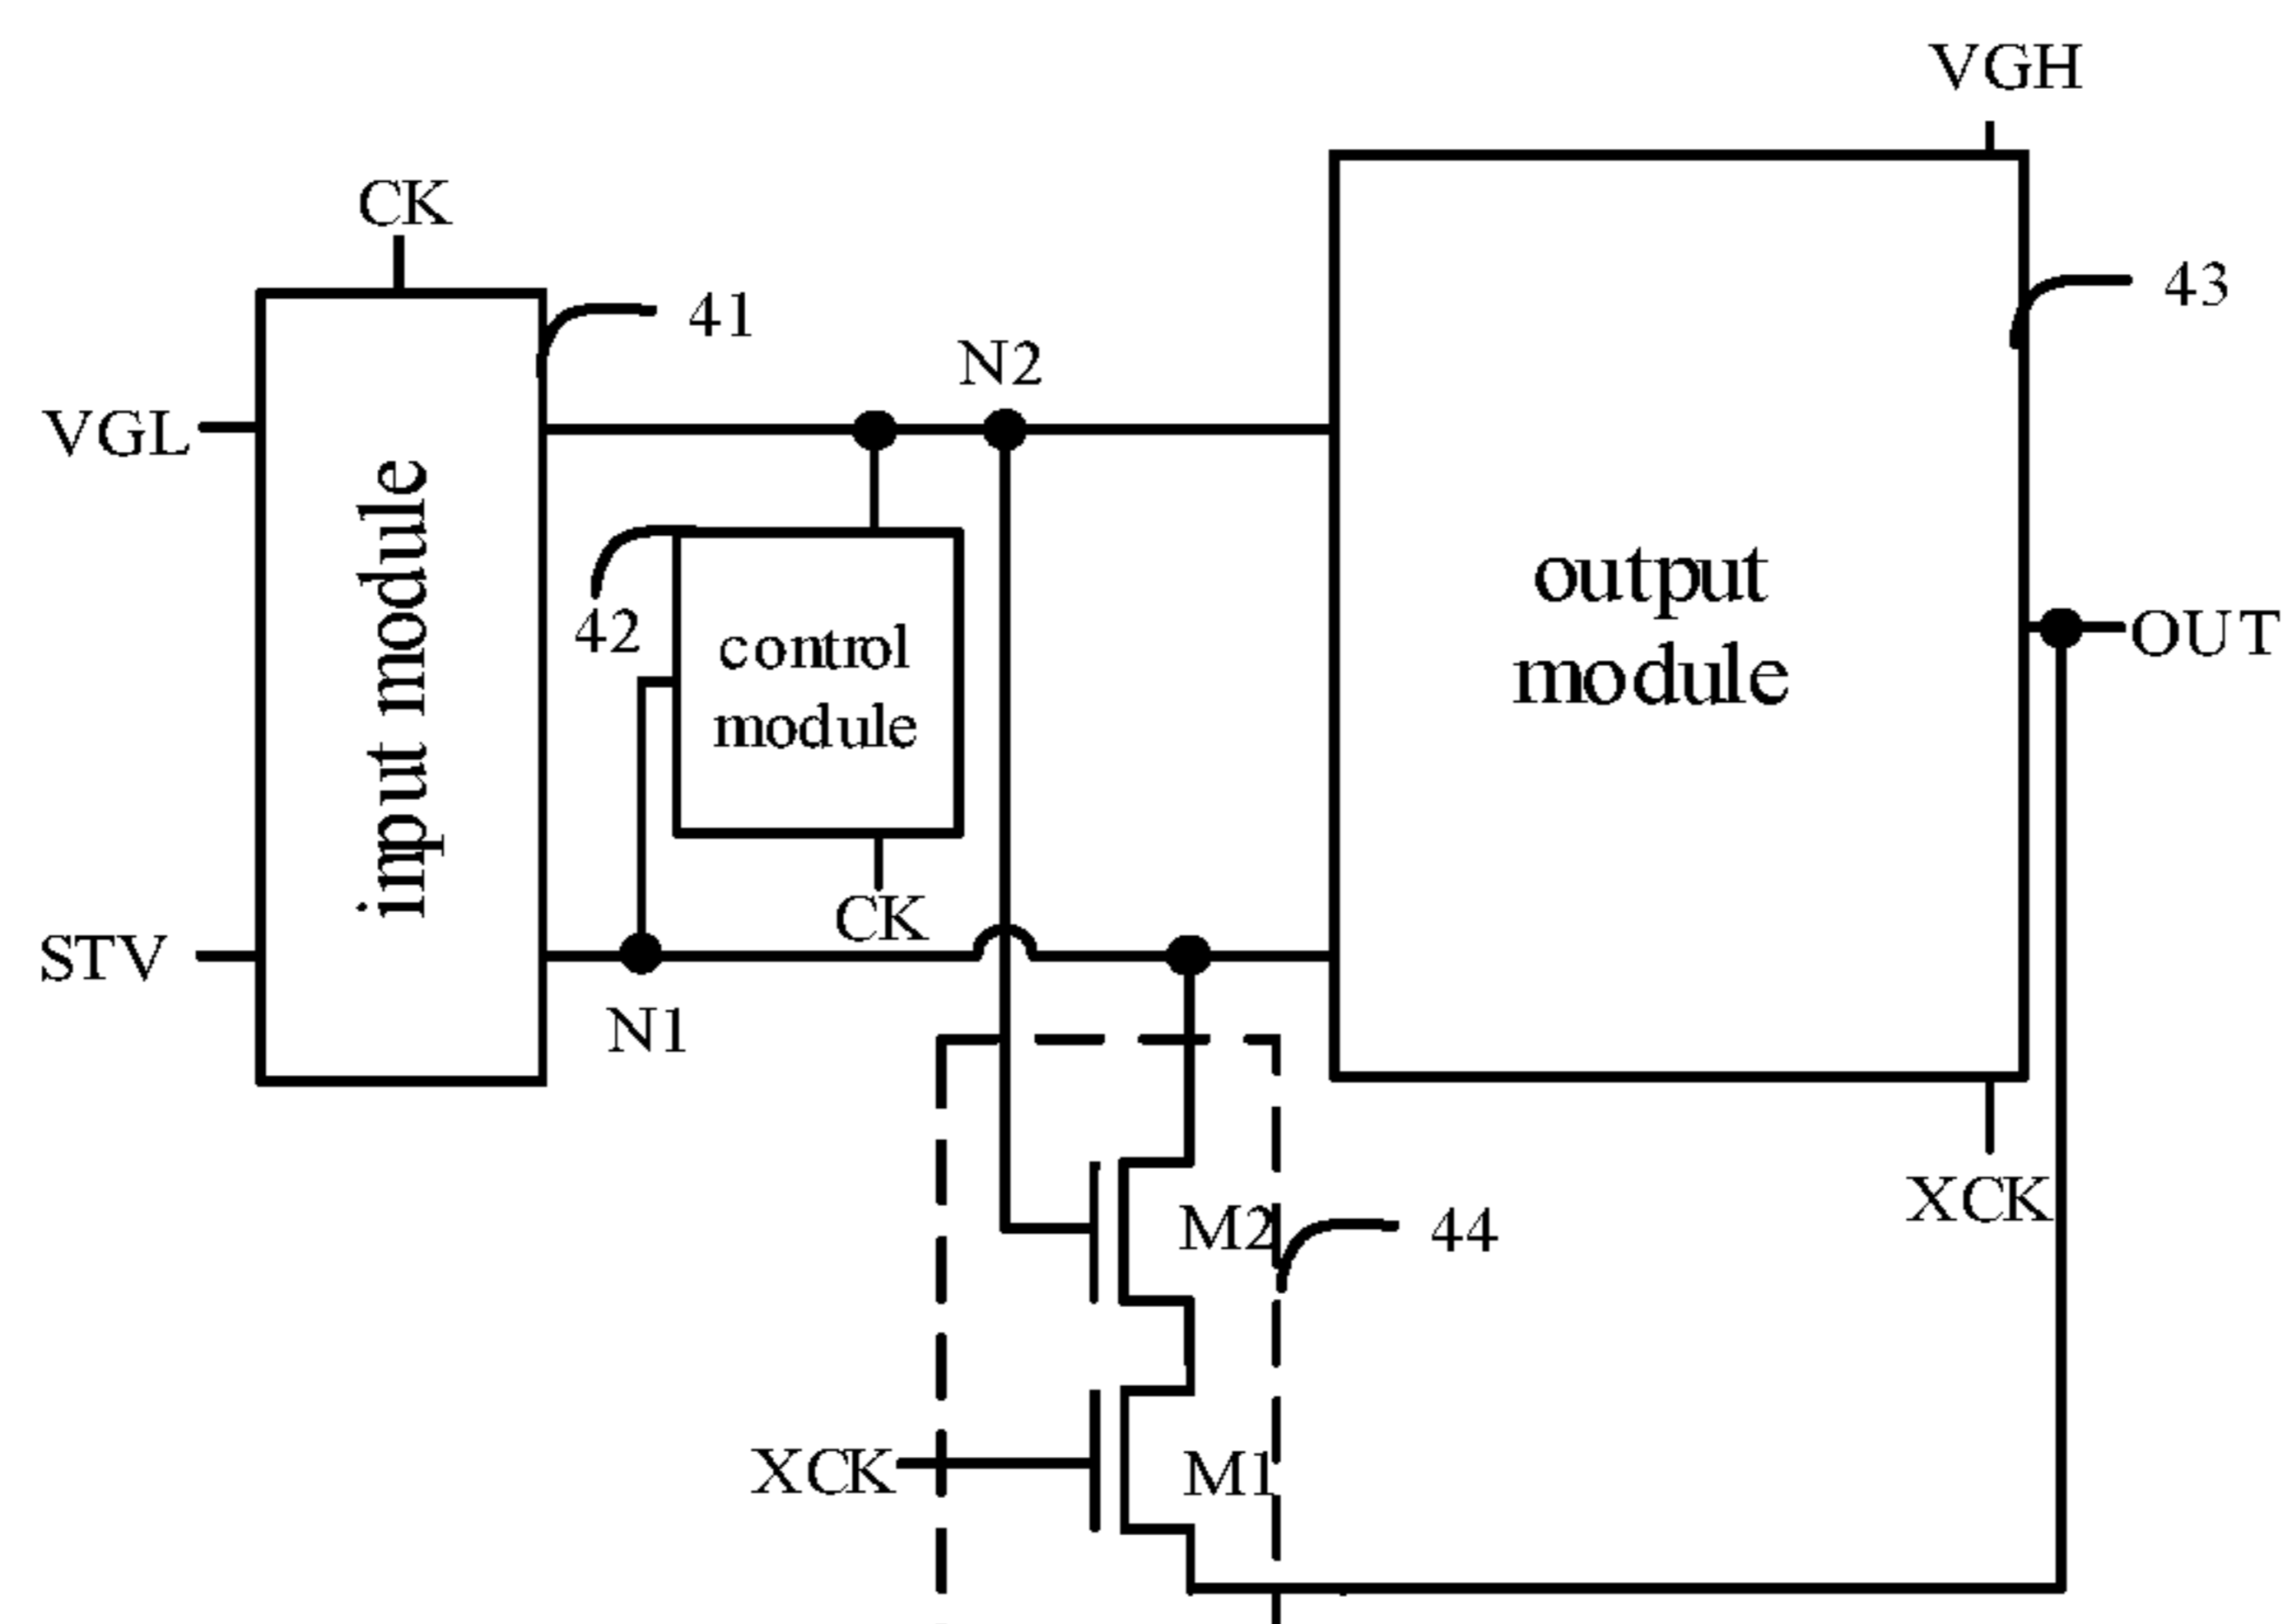 VGH
CK
41
43
N2
VGL
input module
42
control
module
output
module
OUT
CK
STV
N1
XCK
M2
44
XCK
M1